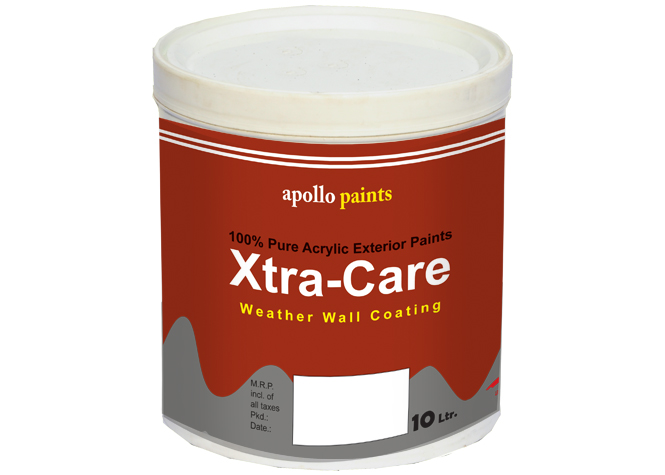 apollo paints
100% Pure Acrylic Exterior Paints
Xtra-Care
Weather Wall Coating
M.R.P.
incl. of
all taxes
Pkd.:
Date.:
10 Ltr.